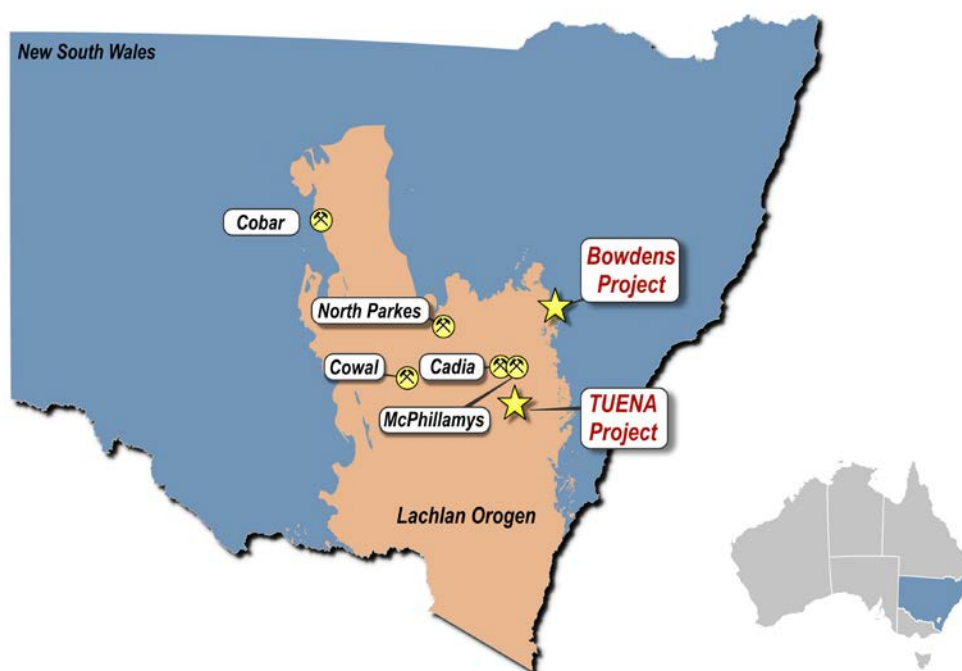 New South Wales
Cobar
Bowdens
Project
North Parkes
Cowal
Cadia
McPhillamys
TUENA
Project
Lachlan Orogen